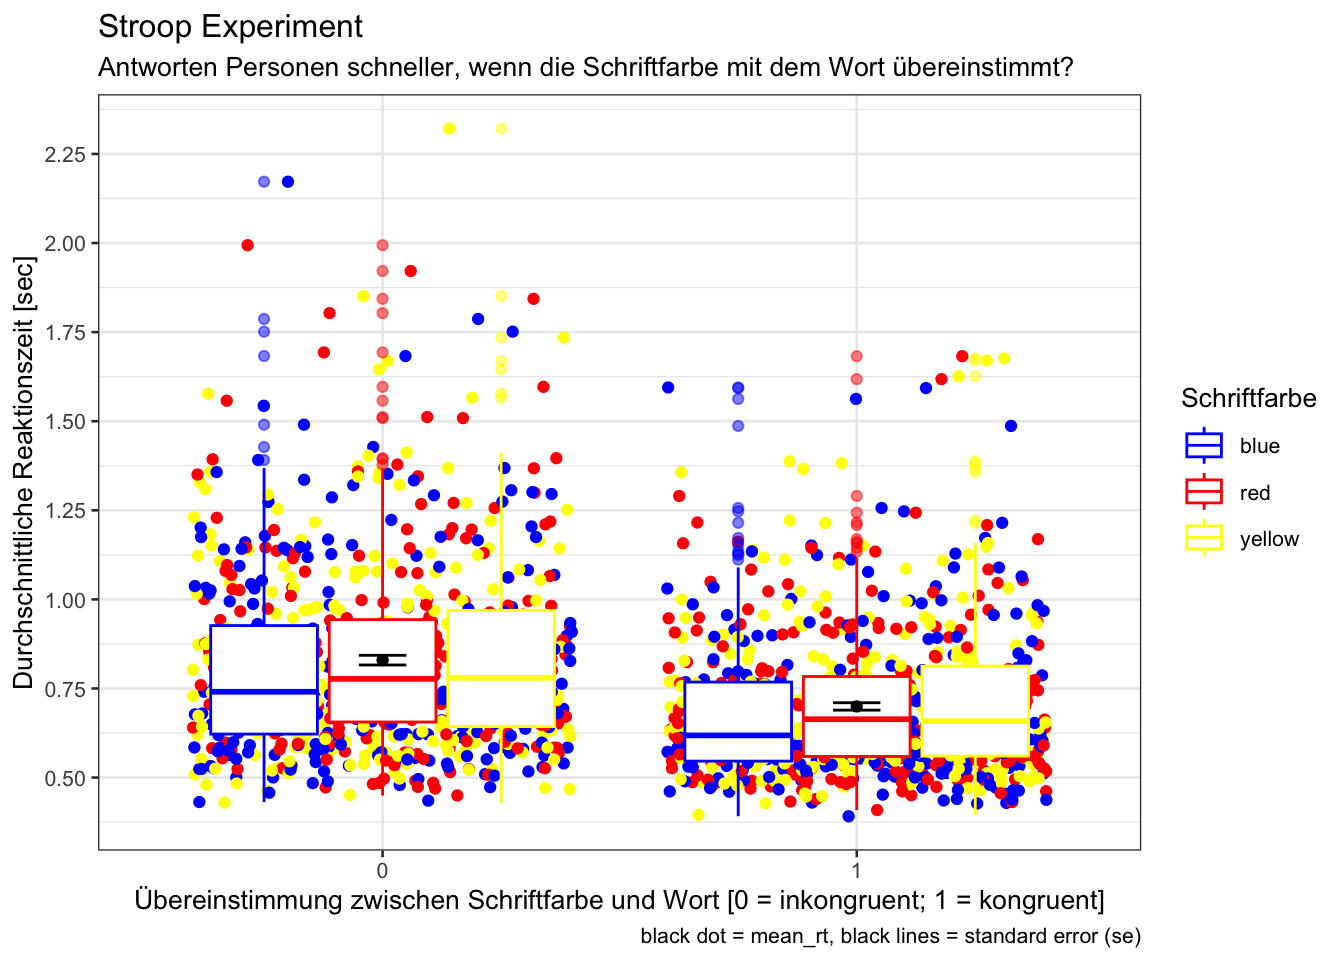 Stroop Experiment
Antworten Personen schneller, wenn die Schriftfarbe mit dem Wort übereinstimmt?
Durchschnittliche Reaktionszeit [sec]
2.25
2.00
1.75
1.50
1.25
1.00
0.75
0.50
0
1
Übereinstimmung zwischen Schriftfarbe und Wort [0 = inkongruent; 1 = kongruent]
black dot = mean_rt, black lines = standard error (se)
Schriftfarbe
blue
red
yellow